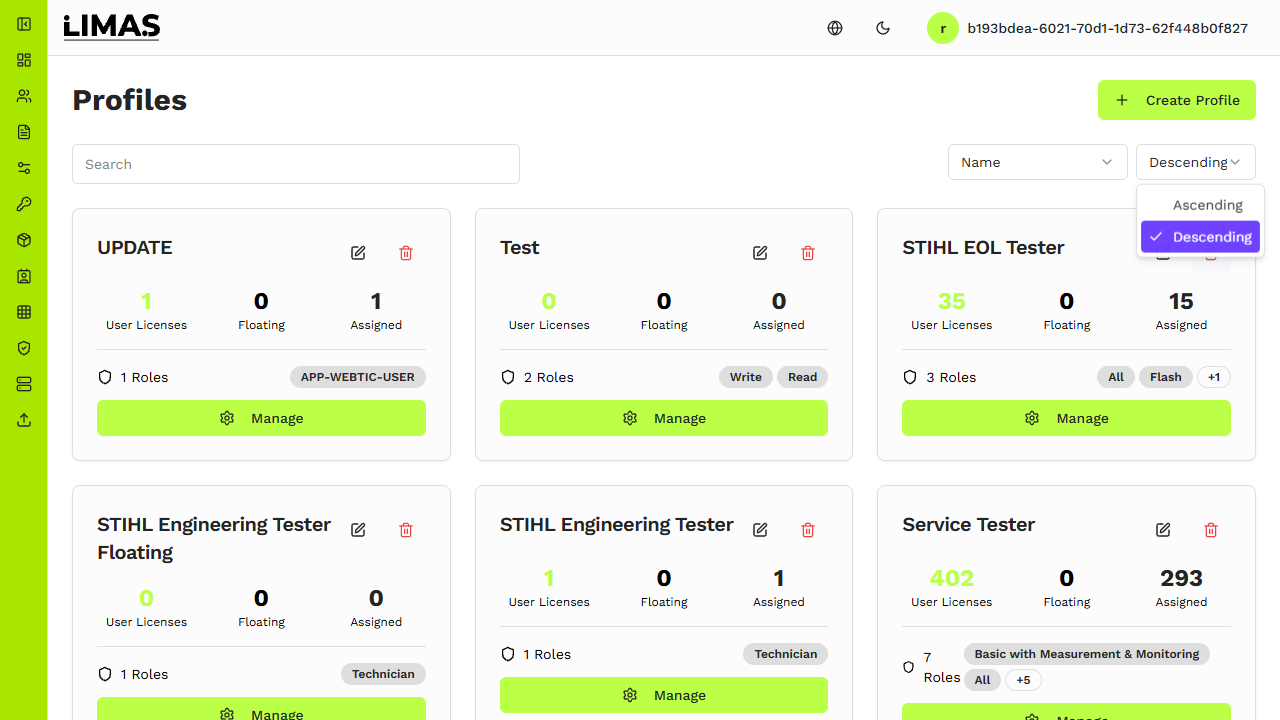 LIMAS
r
b193bdea-6021-70d1-1d73-62f448b0f827
Profiles
Create Profile
Search
Name
Descending
Ascending
Descending
UPDATE
1
User Licenses
0
Floating
1
Assigned
1 Roles
APP-WEBTIC-USER
Manage
Test
0
User Licenses
0
Floating
0
Assigned
2 Roles
Write
Read
Manage
STIHL EOL Tester
35
User Licenses
0
Floating
15
Assigned
3 Roles
All
Flash
+1
Manage
STIHL Engineering Tester
Floating
0
User Licenses
0
Floating
0
Assigned
1 Roles
Technician
Manage
STIHL Engineering Tester
1
User Licenses
0
Floating
1
Assigned
1 Roles
Technician
Manage
Service Tester
402
User Licenses
0
Floating
293
Assigned
7
Roles
Basic with Measurement & Monitoring
All
+5
Manage